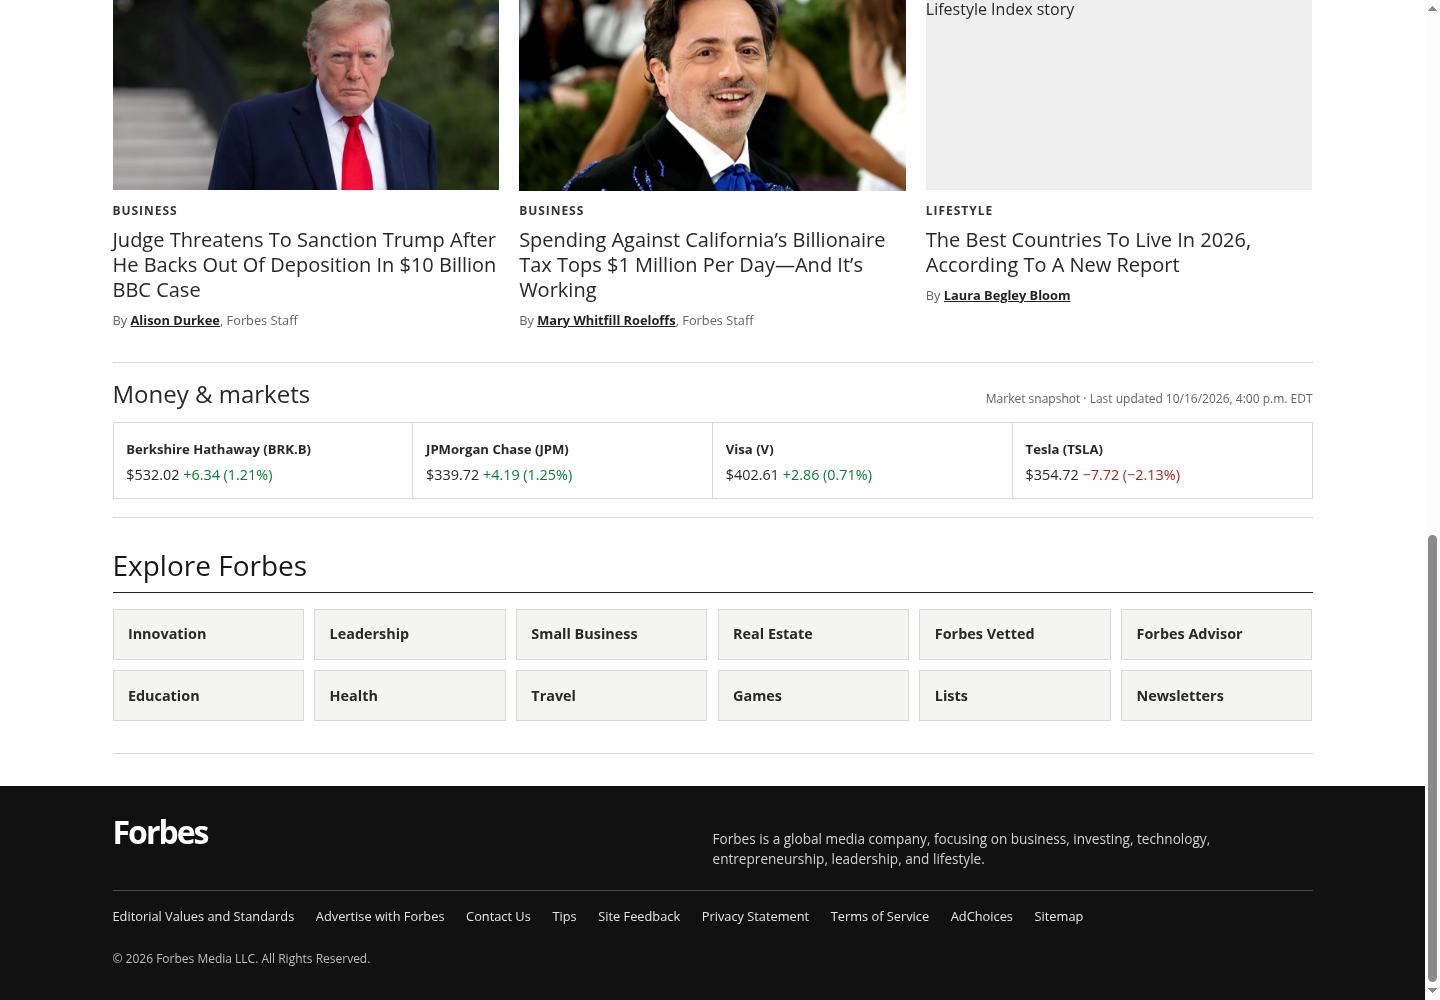 Lifestyle Index story
BUSINESS
Judge Threatens To Sanction Trump After
He Backs Out Of Deposition In $10 Billion
BBC Case
By Alison Durkee, Forbes Staff
BUSINESS
Spending Against California’s Billionaire
Tax Tops $1 Million Per Day—And It’s
Working
By Mary Whitfill Roeloffs, Forbes Staff
LIFESTYLE
The Best Countries To Live In 2026,
According To A New Report
By Laura Begley Bloom
Money & markets
Market snapshot · Last updated 10/16/2026, 4:00 p.m. EDT
Berkshire Hathaway (BRK.B)
$532.02 +6.34 (1.21%)
JPMorgan Chase (JPM)
$339.72 +4.19 (1.25%)
Visa (V)
$402.61 +2.86 (0.71%)
Tesla (TSLA)
$354.72 −7.72 (−2.13%)
Explore Forbes
Innovation
Leadership
Small Business
Real Estate
Forbes Vetted
Forbes Advisor
Education
Health
Travel
Games
Lists
Newsletters
Forbes
Forbes is a global media company, focusing on business, investing, technology,
entrepreneurship, leadership, and lifestyle.
Editorial Values and Standards Advertise with Forbes Contact Us Tips Site Feedback Privacy Statement Terms of Service AdChoices Sitemap
© 2026 Forbes Media LLC. All Rights Reserved.